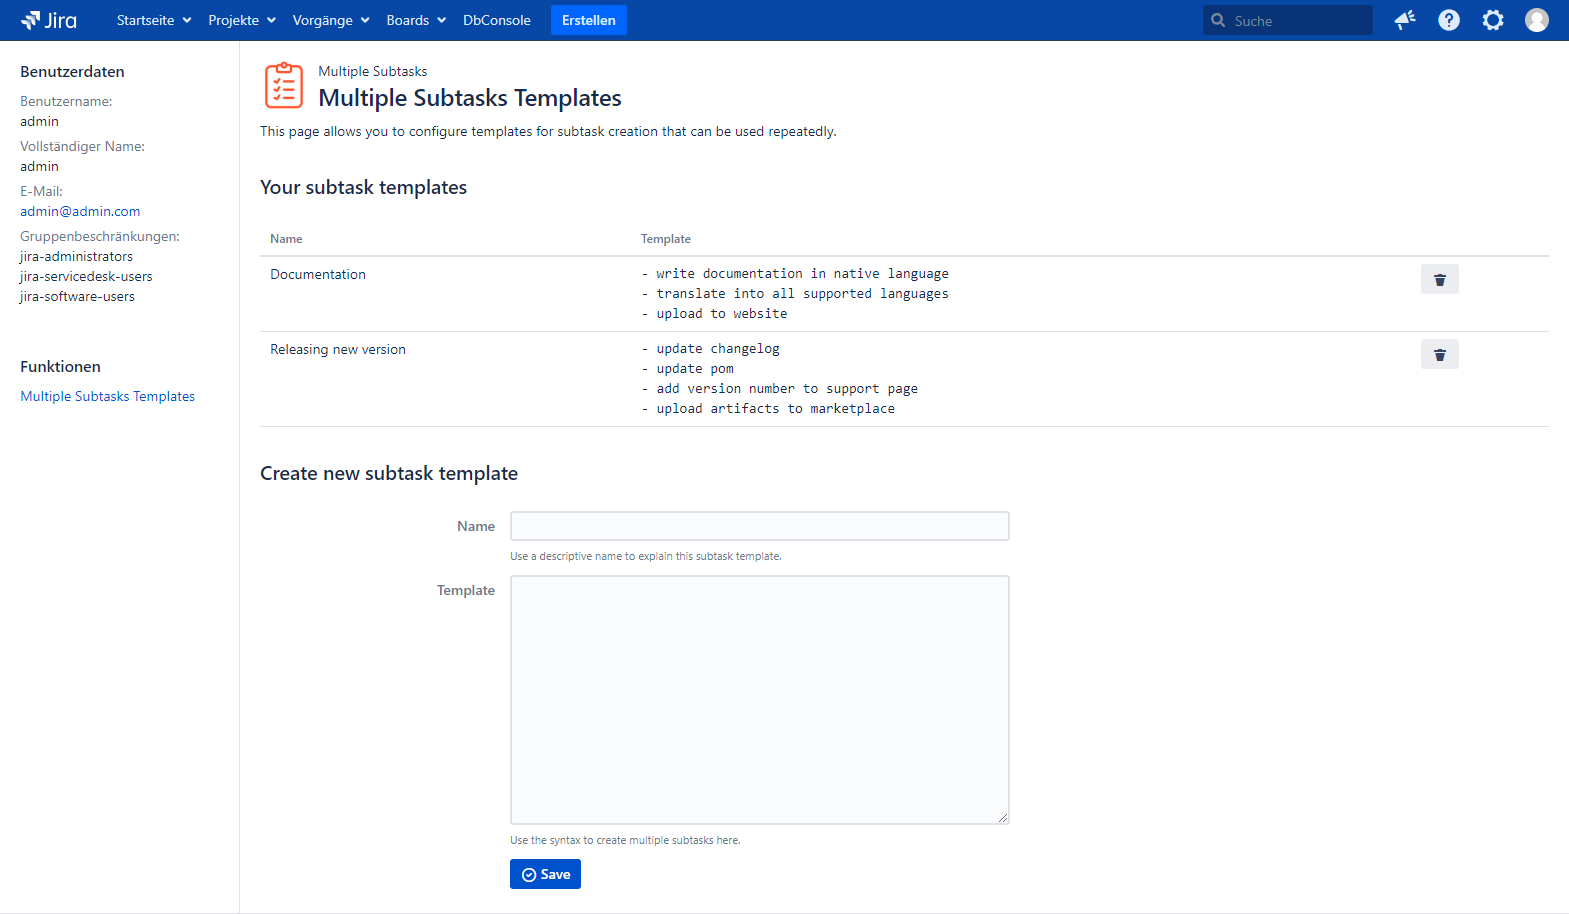 Jira Startseite Projekte Vorgänge Boards DbConsole Erstellen Suche
Benutzerdaten
Benutzername:
admin
Vollständiger Name:
admin
E-Mail:
admin@admin.com
Gruppenbeschränkungen:
jira-administrators
jira-servicedesk-users
jira-software-users
Funktionen
Multiple Subtasks Templates
Multiple Subtasks
Multiple Subtasks Templates
This page allows you to configure templates for subtask creation that can be used repeatedly.
Your subtask templates
Name Template
Documentation - write documentation in native language
- translate into all supported languages
- upload to website
Releasing new version - update changelog
- update pom
- add version number to support page
- upload artifacts to marketplace
Create new subtask template
Name
Use a descriptive name to explain this subtask template.
Template
Use the syntax to create multiple subtasks here.
Save